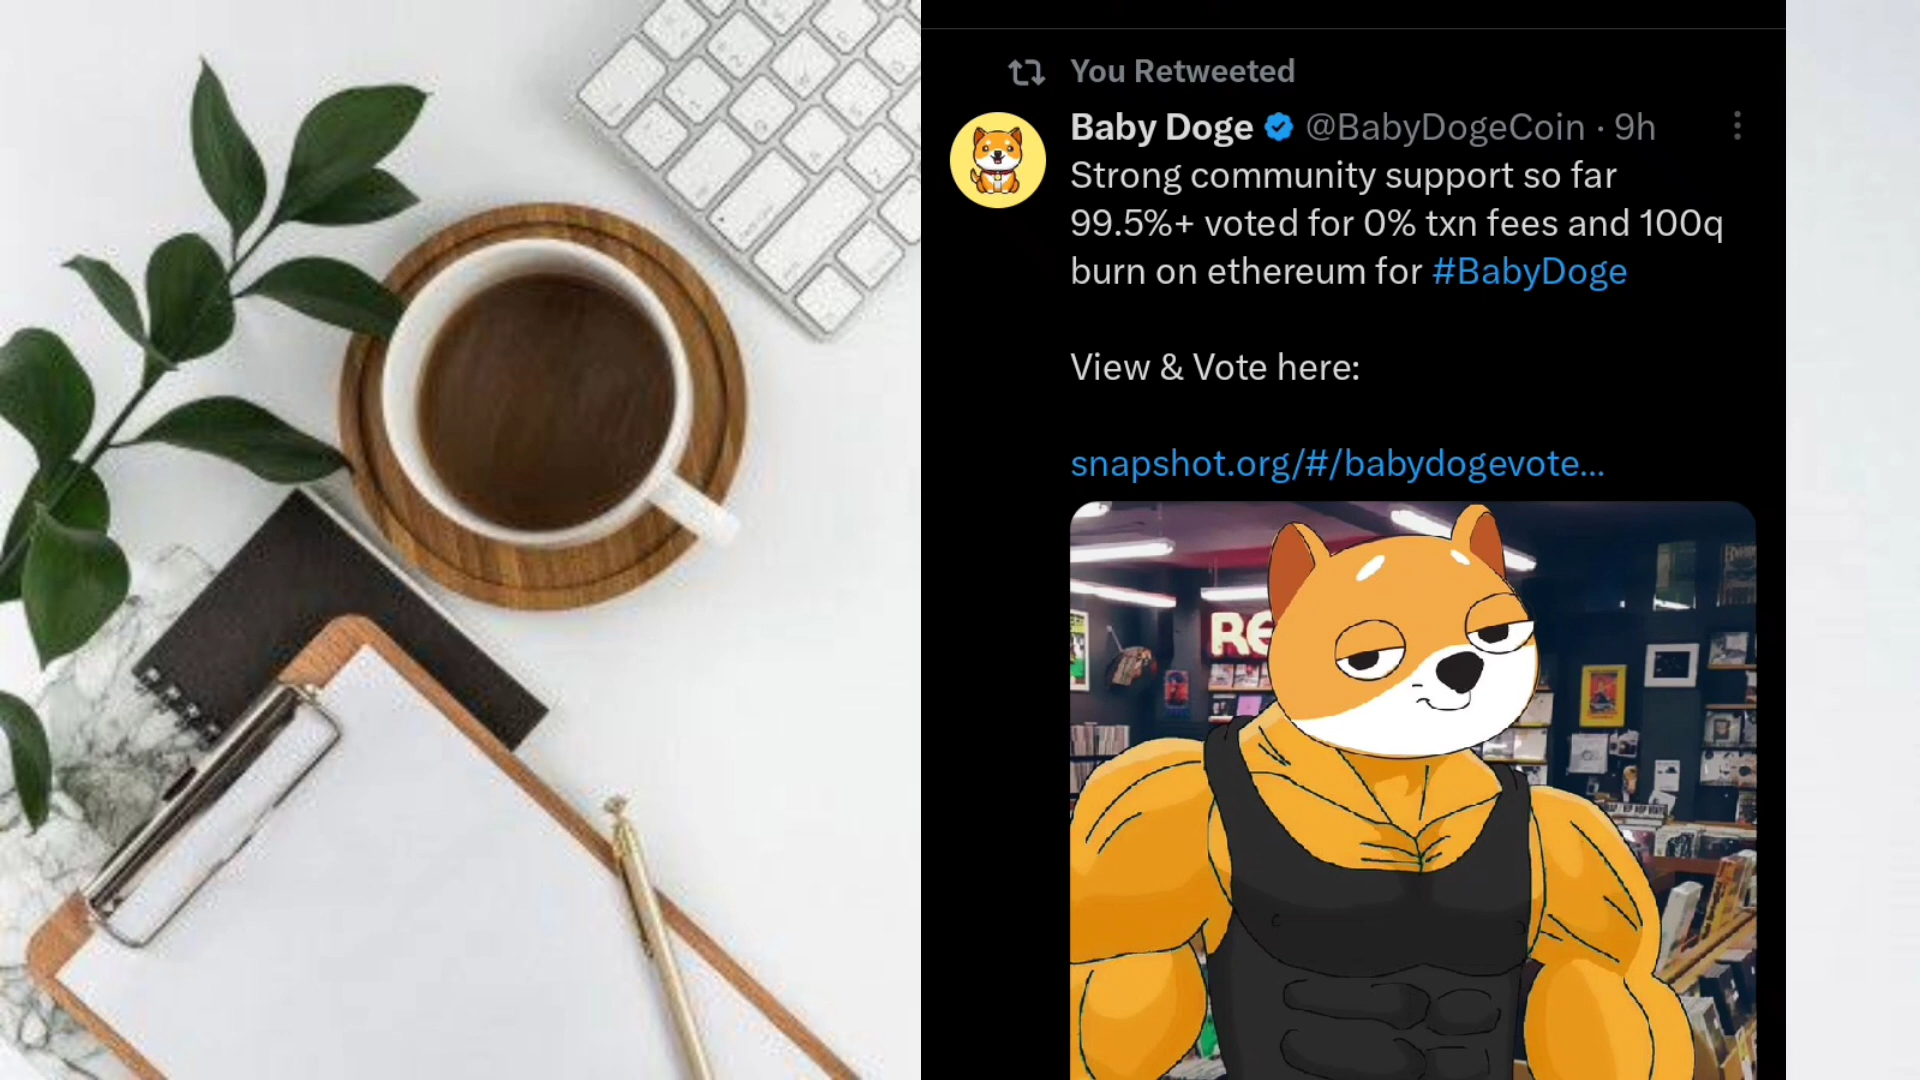 You Retweeted
Baby Doge @BabyDogeCoin · 9h
Strong community support so far
99.5%+ voted for 0% txn fees and 100q
burn on ethereum for #BabyDoge
View & Vote here:
snapshot.org/#/babydogevote...
RE